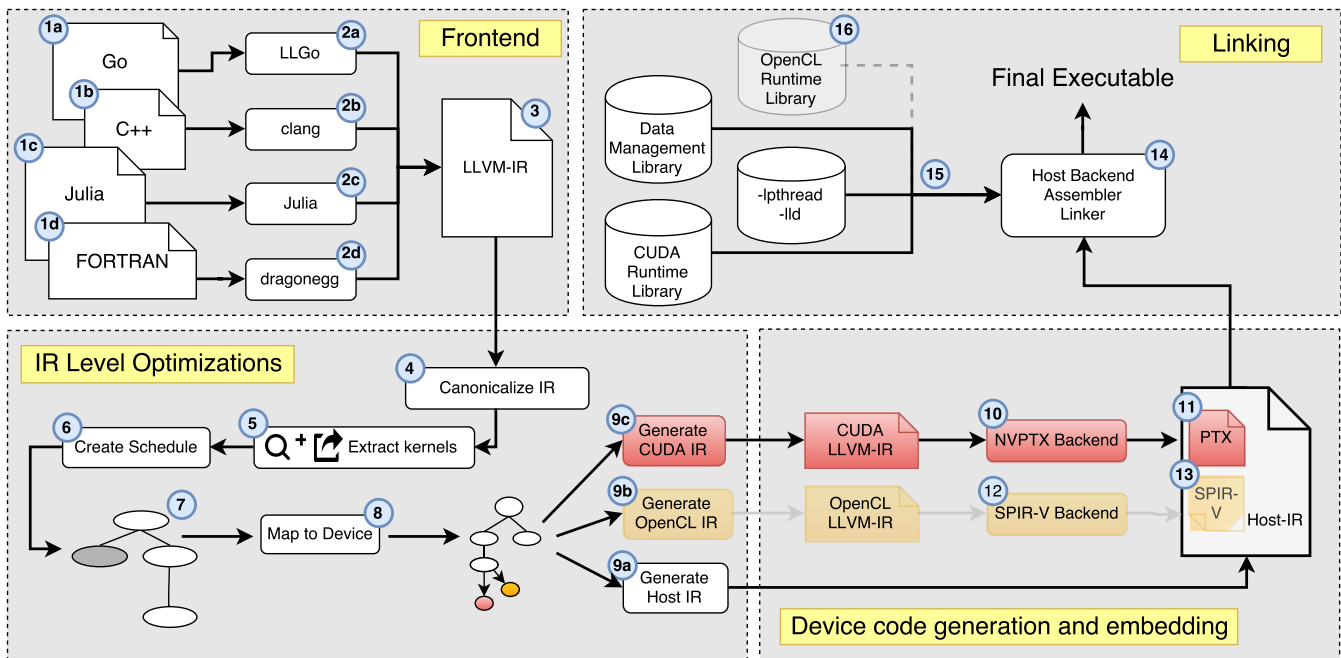 Frontend
1a
Go
2a
LLGo
1b
C++
2b
clang
1c
Julia
2c
Julia
1d
FORTRAN
2d
dragonegg
3
LLVM-IR
Linking
16
OpenCL
Runtime
Library
Data
Management
Library
-lpthread
-lld
CUDA
Runtime
Library
15
Final Executable
14
Host Backend
Assembler
Linker
IR Level Optimizations
4
Canonicalize IR
5
+
Extract kernels
6
Create Schedule
7
8
Map to Device
9c
Generate
CUDA IR
9b
Generate
OpenCL IR
9a
Generate
Host IR
CUDA
LLVM-IR
10
NVPTX Backend
11
PTX
OpenCL
LLVM-IR
12
SPIR-V Backend
13
SPIR-
V
Host-IR
Device code generation and embedding